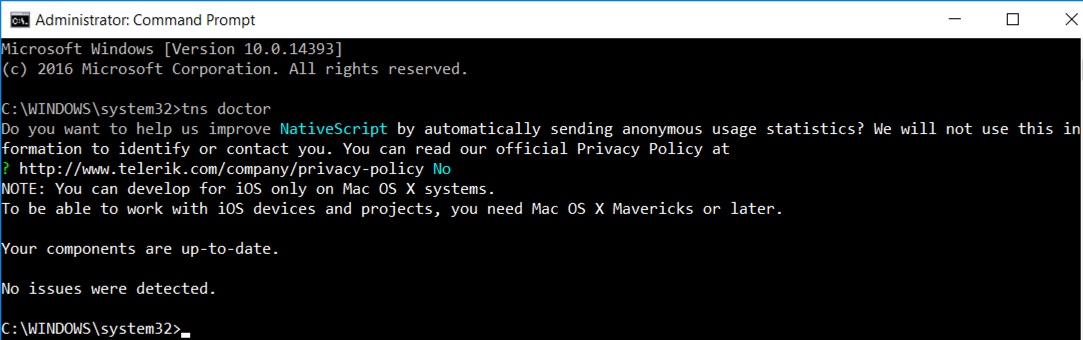 Administrator: Command Prompt
Microsoft Windows [Version 10.0.14393]
(c) 2016 Microsoft Corporation. All rights reserved.
C:\WINDOWS\system32>tns doctor
Do you want to help us improve NativeScript by automatically sending anonymous usage statistics? We will not use this in
formation to identify or contact you. You can read our official Privacy Policy at
? http://www.telerik.com/company/privacy-policy No
NOTE: You can develop for iOS only on Mac OS X systems.
To be able to work with iOS devices and projects, you need Mac OS X Mavericks or later.
Your components are up-to-date.
No issues were detected.
C:\WINDOWS\system32>